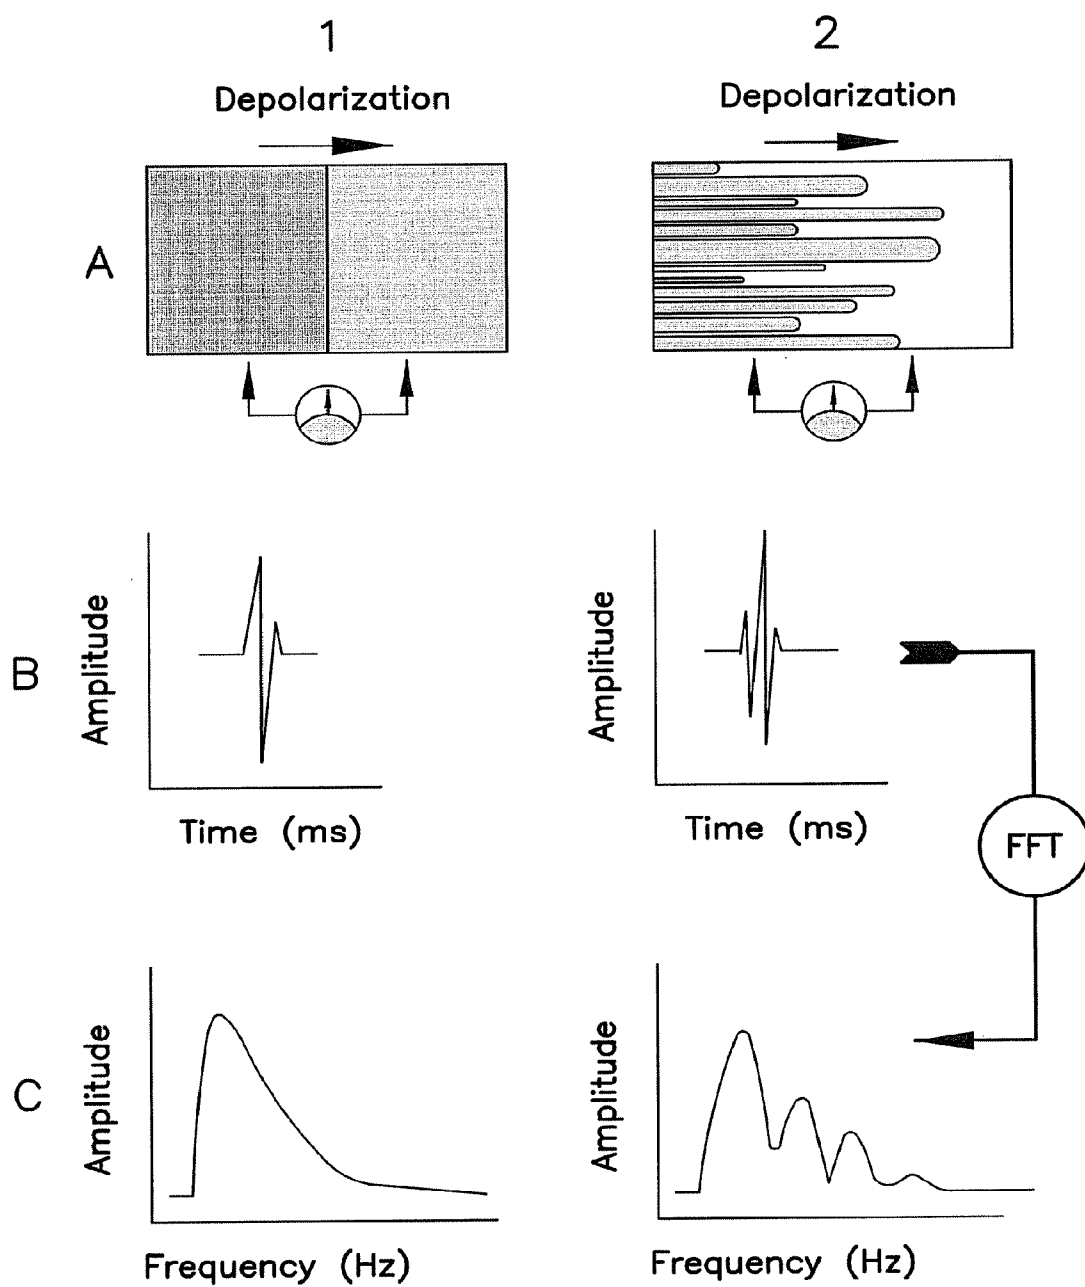 1
2
Depolarization
Depolarization
A
B
Amplitude
Amplitude
Time (ms)
Time (ms)
FFT
C
Amplitude
Amplitude
Frequency (Hz)
Frequency (Hz)